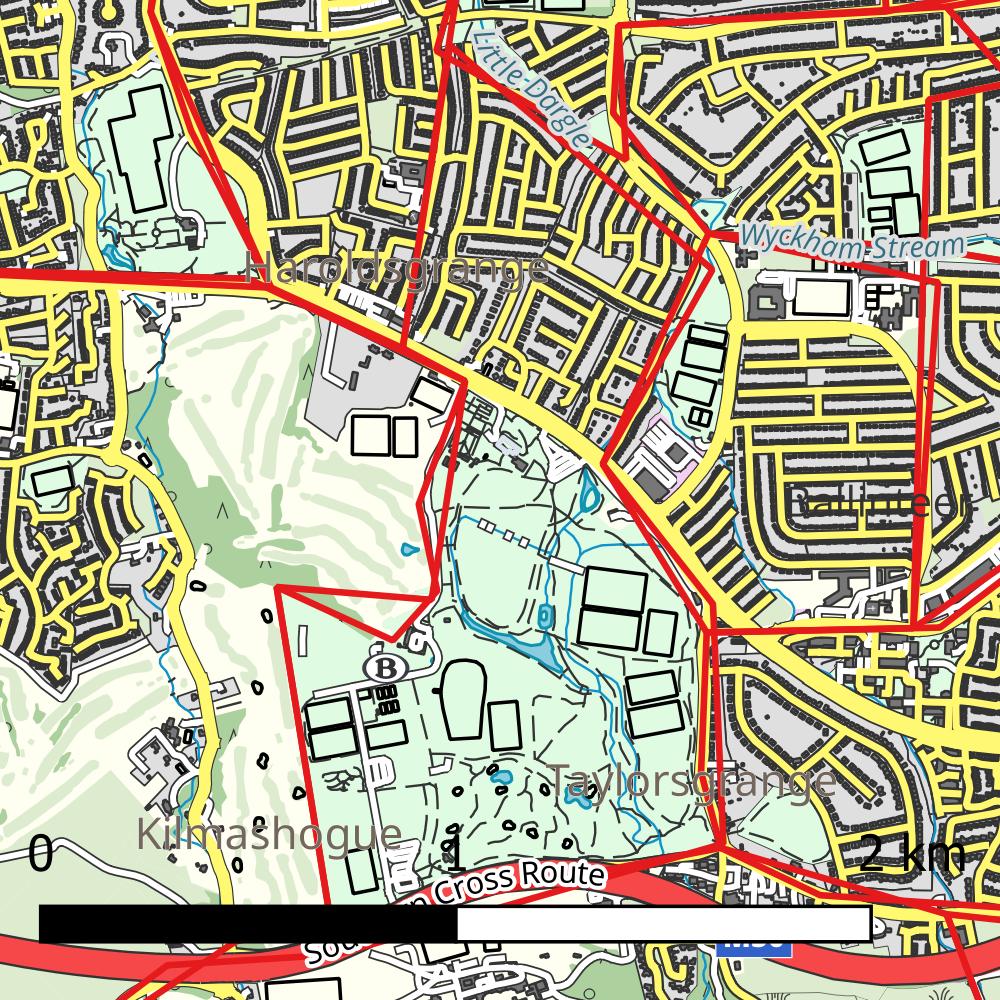 Little Dargle
Wyckham Stream
Haroldsgrange
Ballinteer
B
Taylorsgrange
Kilmashogue
0
1
2 km
Cross Route